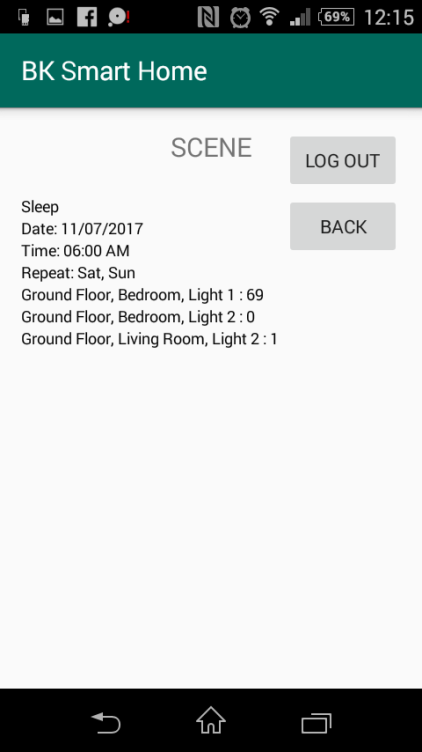 69% 12:15
BK Smart Home
SCENE
LOG OUT
BACK
Sleep
Date: 11/07/2017
Time: 06:00 AM
Repeat: Sat, Sun
Ground Floor, Bedroom, Light 1 : 69
Ground Floor, Bedroom, Light 2 : 0
Ground Floor, Living Room, Light 2 : 1